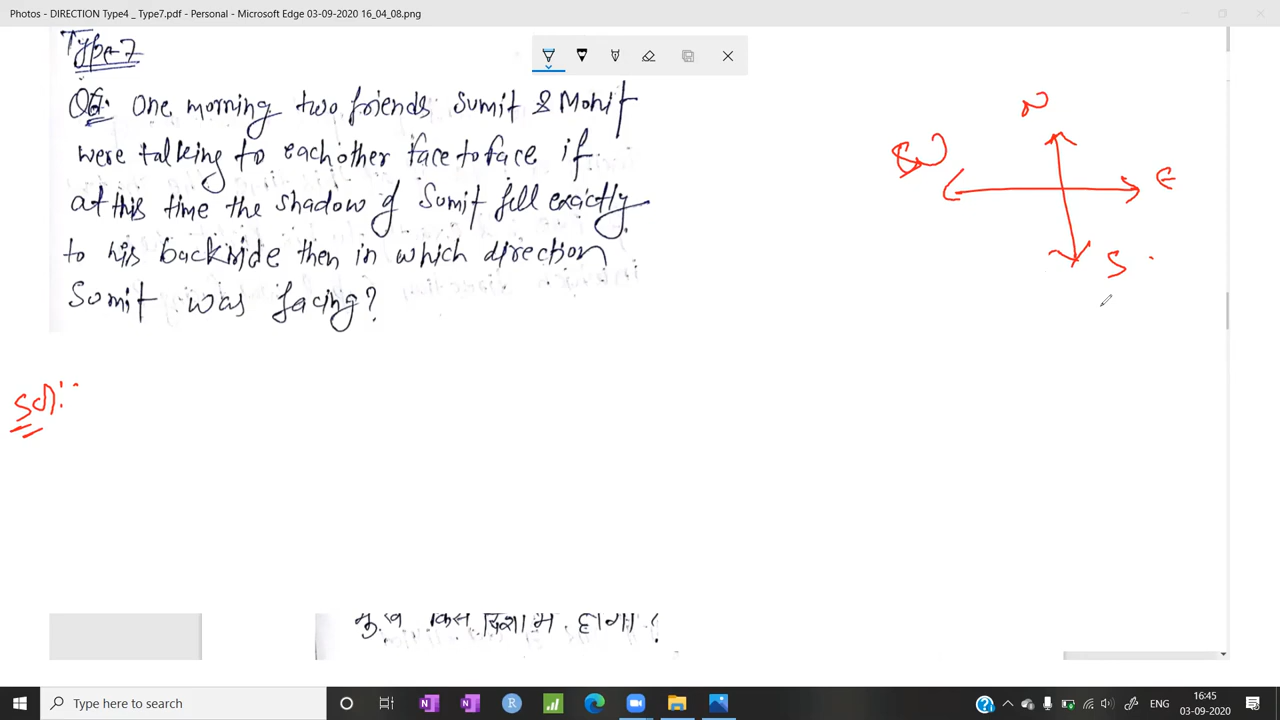 Photos - DIRECTION Type4 _ Type7.pdf - Personal - Microsoft Edge 03-09-2020 16_04_08.png
Type-7
Q67. One morning two friends Sumit & Mohit
were talking to eachother face to face if
at this time the shadow of Sumit fell exactly
to his backside then in which direction
Sumit was facing?
N
W
E
S
Sol:-
किस दिशा में होगा ?
Type here to search
R
?
ENG
16:45
03-09-2020